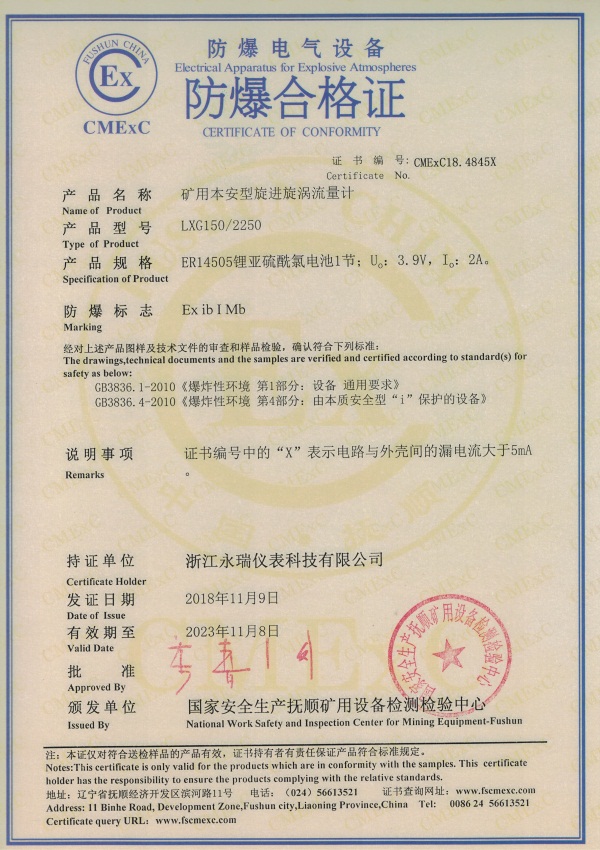 FUSHUN CHINA
Ex
CMExC
防爆电气设备
Electrical Apparatus for Explosive Atmospheres
防爆合格证
CERTIFICATE OF CONFORMITY
证书编号: CMExC18.4845X
Certificate No.
产品名称 矿用本安型旋进旋涡流量计
Name of Product
产品型号 LXG150/2250
Type of Product
产品规格 ER14505锂亚硫酰氯电池1节；Uo：3.9V，Io：2A。
Specification of Product
防爆标志 Ex ib I Mb
Marking
经对上述产品图样及技术文件的审查和样品检验，确认符合下列标准：
The drawings,technical documents and the samples are verified and certified according to standard(s) for
safety as below:
GB3836.1-2010《爆炸性环境 第1部分：设备 通用要求》
GB3836.4-2010《爆炸性环境 第4部分：由本质安全型“i”保护的设备》
说明事项 证书编号中的“X”表示电路与外壳间的漏电流大于5mA
Remarks 。
持证单位 浙江永瑞仪表科技有限公司
Certificate Holder
发证日期 2018年11月9日
Date of Issue
有效期至 2023年11月8日
Valid Date
批准
Approved By
国家安全生产抚顺矿用设备检测检验中心
颁发单位 国家安全生产抚顺矿用设备检测检验中心
Issued By National Work Safety and Inspection Center for Mining Equipment-Fushun
注：本证仅对符合送检样品的产品有效，证书持有者有责任保证产品符合标准规定。
Notes:This certificate is only valid for the products which are in conformity with the samples. This certificate
holder has the responsibility to ensure the products complying with the relative standards.
地址：辽宁省抚顺经济开发区滨河路11号 电话：（024）56613521 证书查询网址：www.fscmexc.com
Address: 11 Binhe Road, Development Zone,Fushun city,Liaoning Province,China Tel: 0086 24 56613521
Certificate query URL: www.fscmexc.com